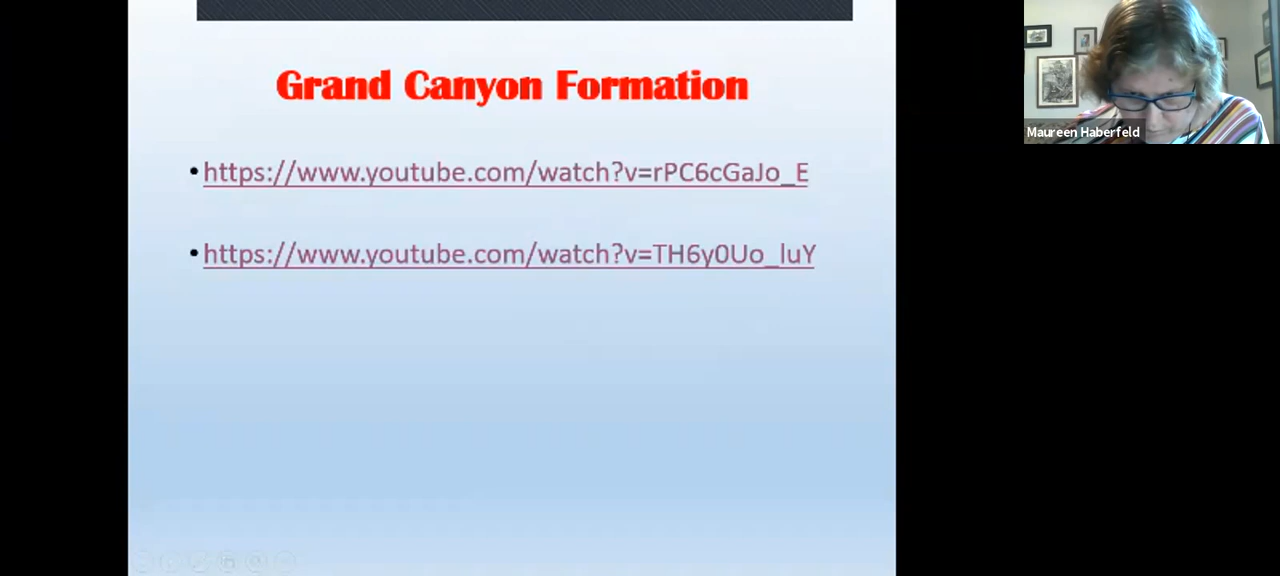 Grand Canyon Formation
• https://www.youtube.com/watch?v=rPC6cGaJo_E
• https://www.youtube.com/watch?v=TH6y0Uo_luY
Maureen Haberfeld